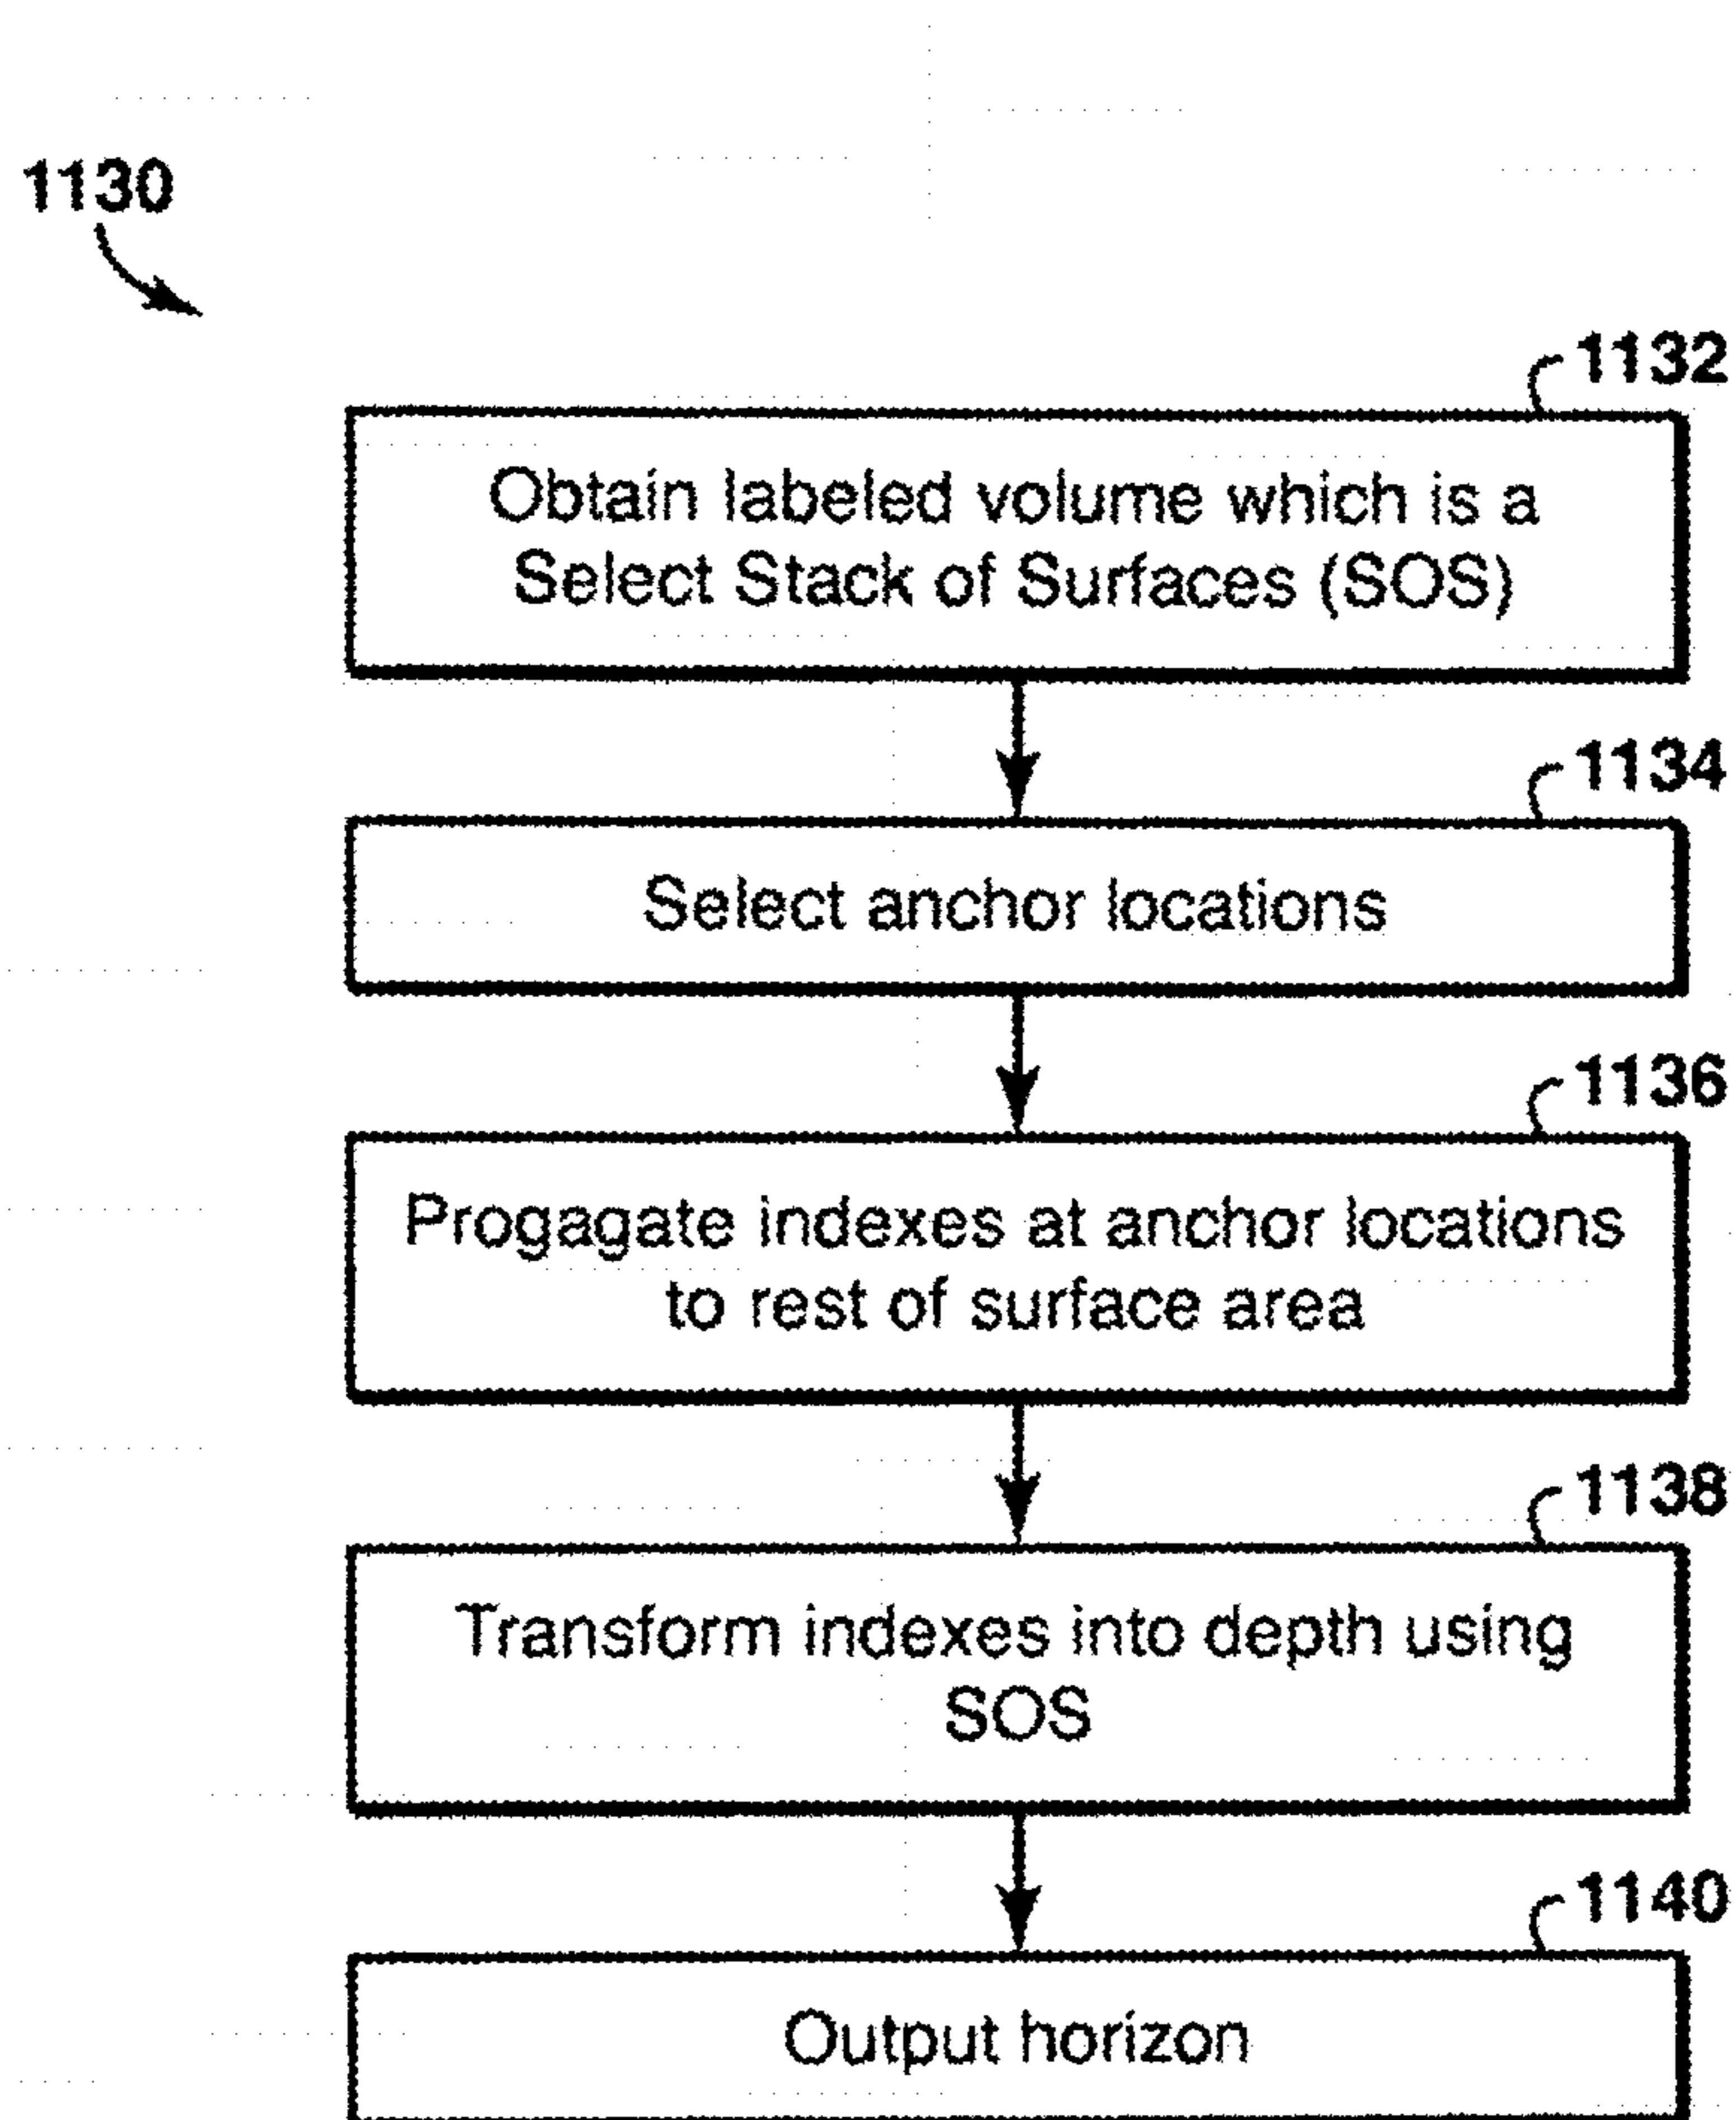 1130
1132
Obtain labeled volume which is a
Select Stack of Surfaces (SOS)
1134
Select anchor locations
1136
Progagate indexes at anchor locations
to rest of surface area
1138
Transform indexes into depth using
SOS
1140
Output horizon